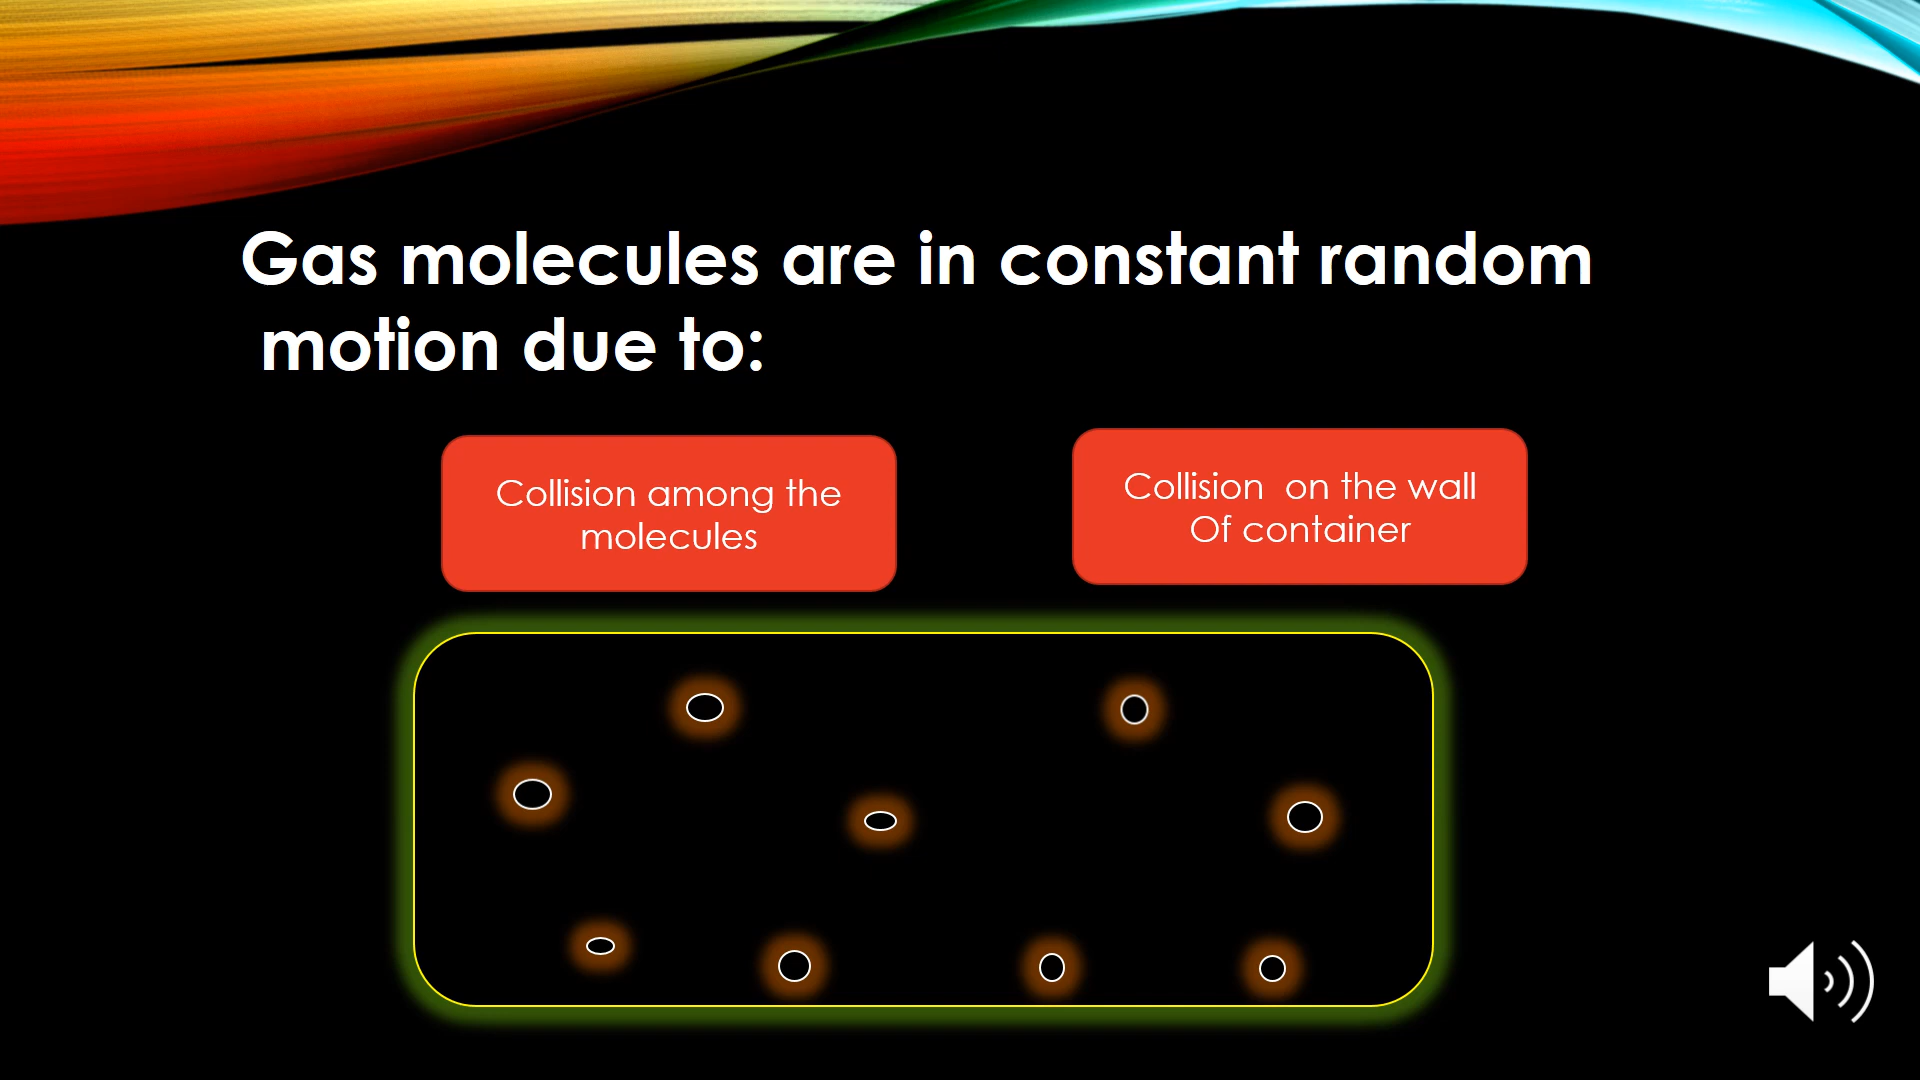 Gas molecules are in constant random
motion due to:
Collision among the
molecules
Collision on the wall
Of container